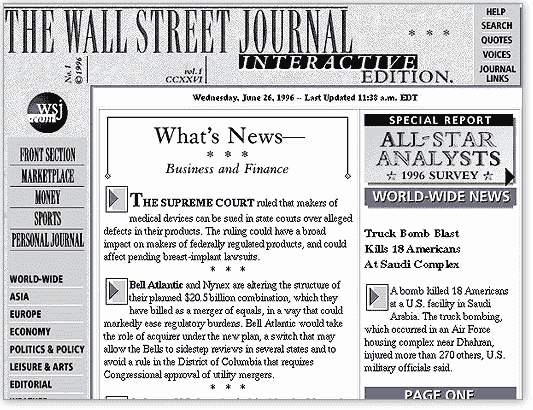 THE WALL STREET JOURNAL
INTERACTIVE
EDITION.
* * *
No. 1
© 1996
vol. 1
CCXXVI
HELP
SEARCH
QUOTES
VOICES
JOURNAL
LINKS
Wednesday, June 26, 1996 -- Last Updated 11:38 a.m. EDT
wsj
.com
FRONT SECTION
MARKETPLACE
MONEY
SPORTS
PERSONAL JOURNAL
WORLD-WIDE
ASIA
EUROPE
ECONOMY
POLITICS & POLICY
LEISURE & ARTS
EDITORIAL
WEATHER
What's News—
* * *
Business and Finance
THE SUPREME COURT ruled that makers of
medical devices can be sued in state courts over alleged
defects in their products. The ruling could have a broad
impact on makers of federally regulated products, and could
affect pending breast-implant lawsuits.
* * *
Bell Atlantic and Nynex are altering the structure of
their planned $20.5 billion combination, which they
have billed as a merger of equals, in a way that could
markedly ease regulatory burdens. Bell Atlantic would take
the role of acquirer under the new plan, a switch that may
allow the Bells to sidestep reviews in several states and to
avoid a rule in the District of Columbia that requires
Congressional approval of utility mergers.
* * *
SPECIAL REPORT
ALL-STAR
ANALYSTS
☆ 1996 SURVEY ☆
WORLD-WIDE NEWS
Truck Bomb Blast
Kills 18 Americans
At Saudi Complex
A bomb killed 18 Americans
at a U.S. facility in Saudi
Arabia. The truck bombing,
which occurred in an Air Force
housing complex near Dhahran,
injured more than 270 others, U.S.
military officials said.
PAGE ONE